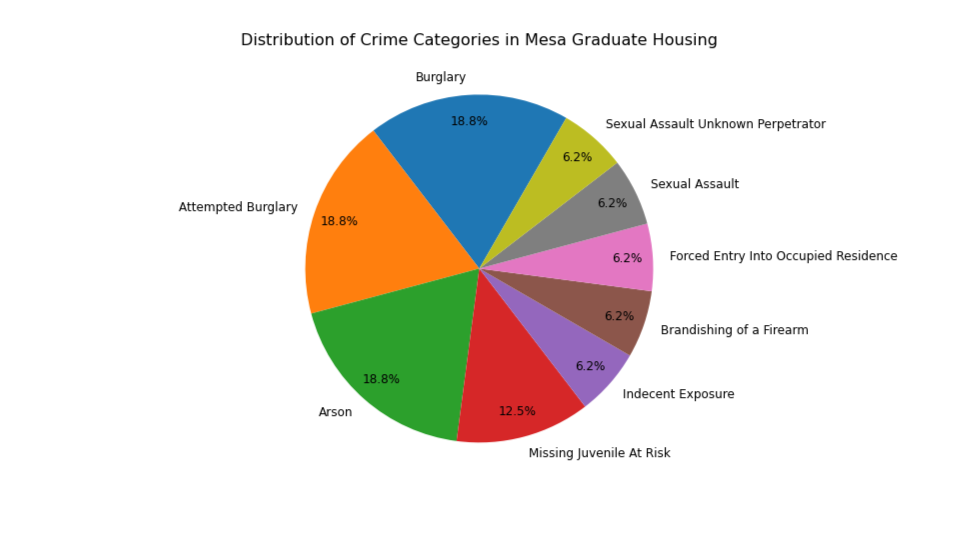 Distribution of Crime Categories in Mesa Graduate Housing
Burglary
18.8%
Sexual Assault Unknown Perpetrator
6.2%
Sexual Assault
6.2%
Attempted Burglary
18.8%
Forced Entry Into Occupied Residence
6.2%
Brandishing of a Firearm
6.2%
Indecent Exposure
6.2%
Arson
18.8%
Missing Juvenile At Risk
12.5%